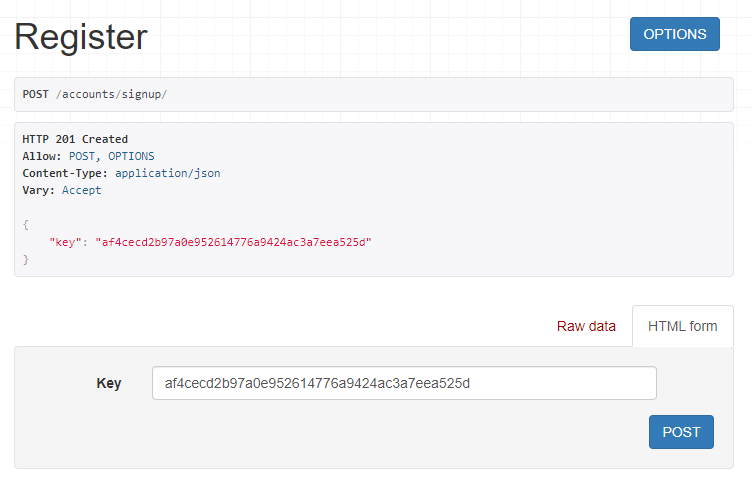 Register
OPTIONS
POST /accounts/signup/
HTTP 201 Created
Allow: POST, OPTIONS
Content-Type: application/json
Vary: Accept
{
"key": "af4cecd2b97a0e952614776a9424ac3a7eea525d"
}
Raw data
HTML form
Key
af4cecd2b97a0e952614776a9424ac3a7eea525d
POST